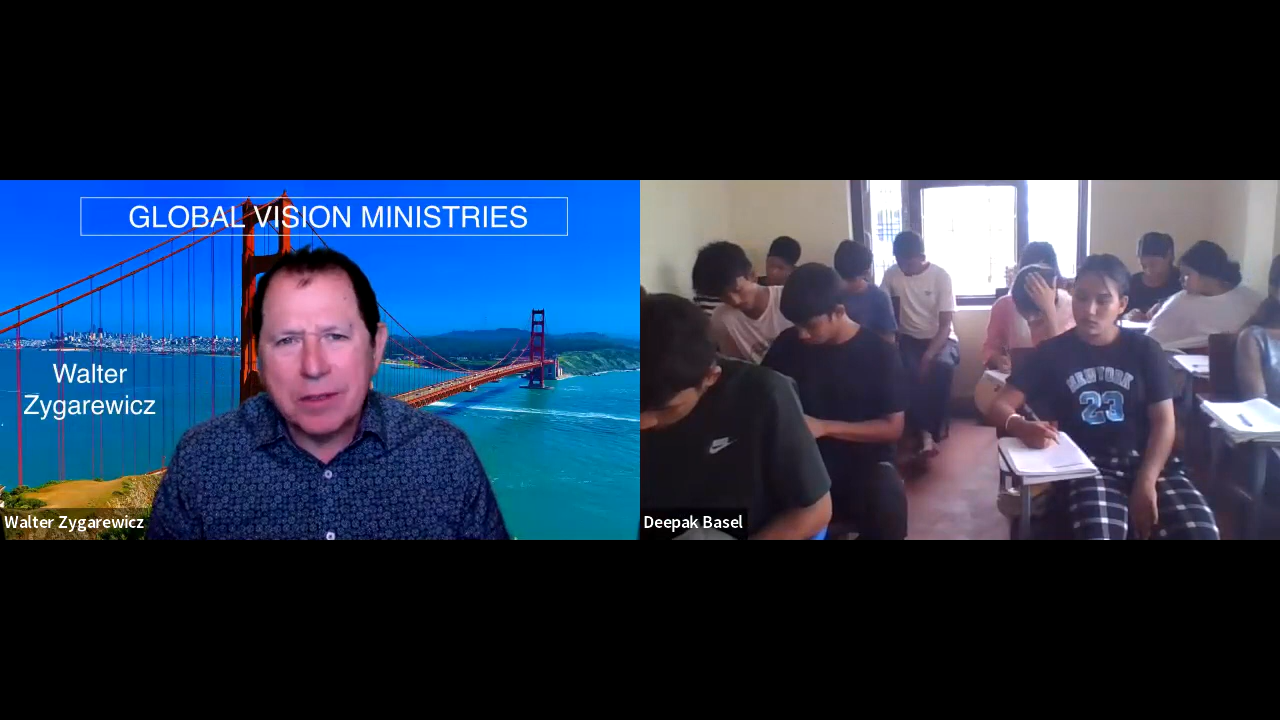 GLOBAL VISION MINISTRIES
Walter
Zygarewicz
Walter Zygarewicz
Deepak Basel
NEW YORK
23